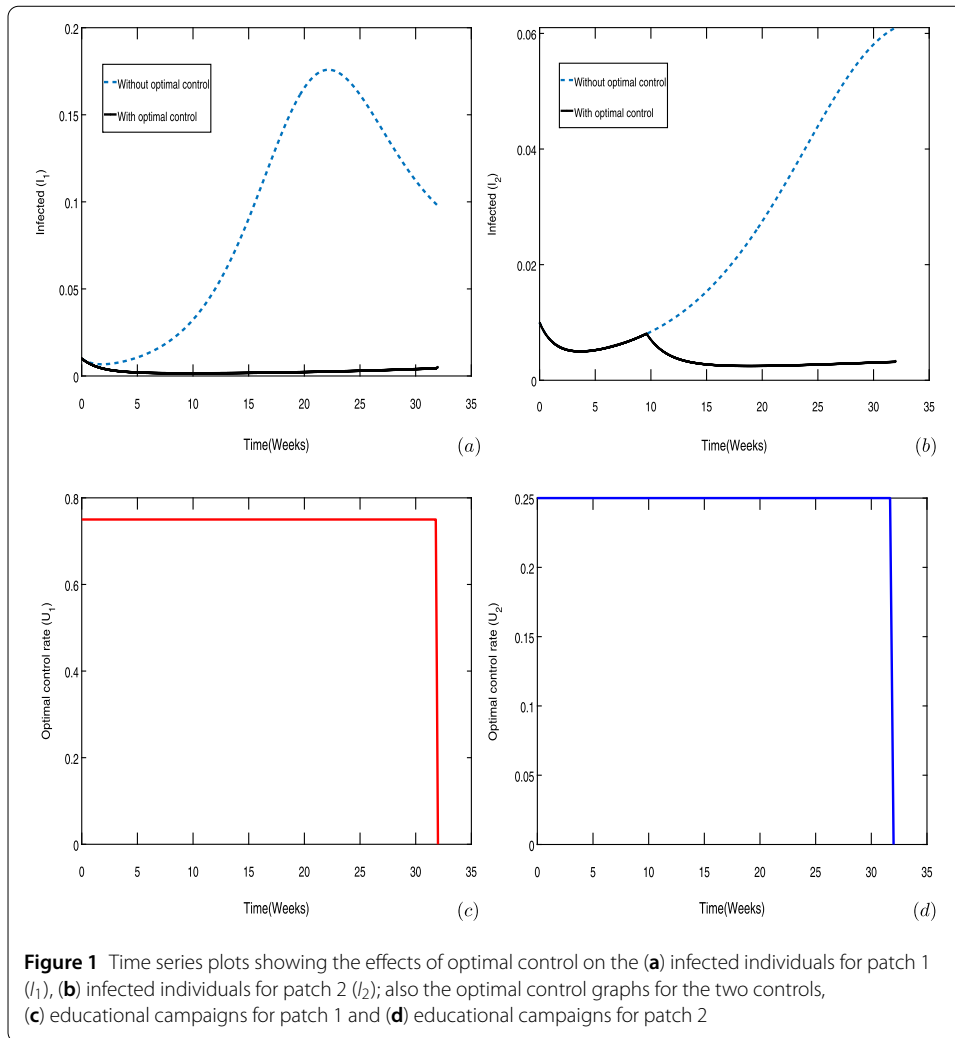 0.2
0.15
0.1
0.05
0
Infected (I_1)
Without optimal control
With optimal control
0 5 10 15 20 25 30 35
Time(Weeks)
(a)
0.06
0.04
0.02
0
Infected (I_2)
Without optimal control
With optimal control
0 5 10 15 20 25 30 35
Time(Weeks)
(b)
0.8
0.6
0.4
0.2
0
Optimal control rate (U_1)
0 5 10 15 20 25 30 35
Time(Weeks)
(c)
0.25
0.2
0.15
0.1
0.05
0
Optimal control rate (U_2)
0 5 10 15 20 25 30 35
Time(Weeks)
(d)
Figure 1 Time series plots showing the effects of optimal control on the (a) infected individuals for patch 1
(I_1), (b) infected individuals for patch 2 (I_2); also the optimal control graphs for the two controls,
(c) educational campaigns for patch 1 and (d) educational campaigns for patch 2